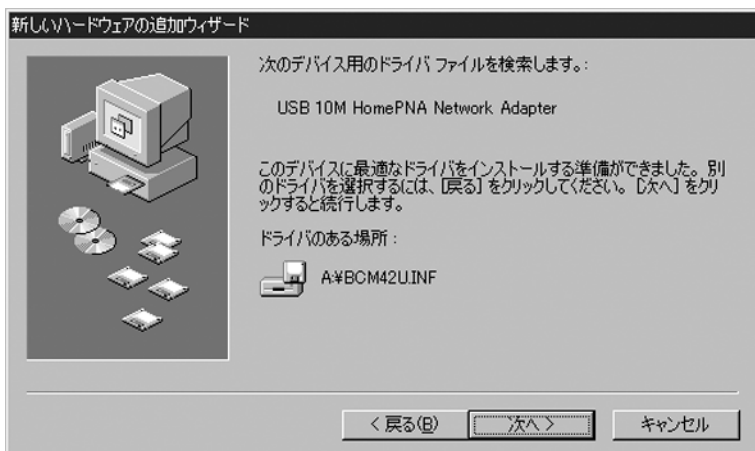 新しいハードウェアの追加ウィザード
次のデバイス用のドライバ ファイルを検索します。:
USB 10M HomePNA Network Adapter
このデバイスに最適なドライバをインストールする準備ができました。別
のドライバを選択するには、[戻る] をクリックしてください。[次へ] をクリ
ックすると続行します。
ドライバのある場所 :
A:¥BCM42U.INF
< 戻る(B)
次へ >
キャンセル